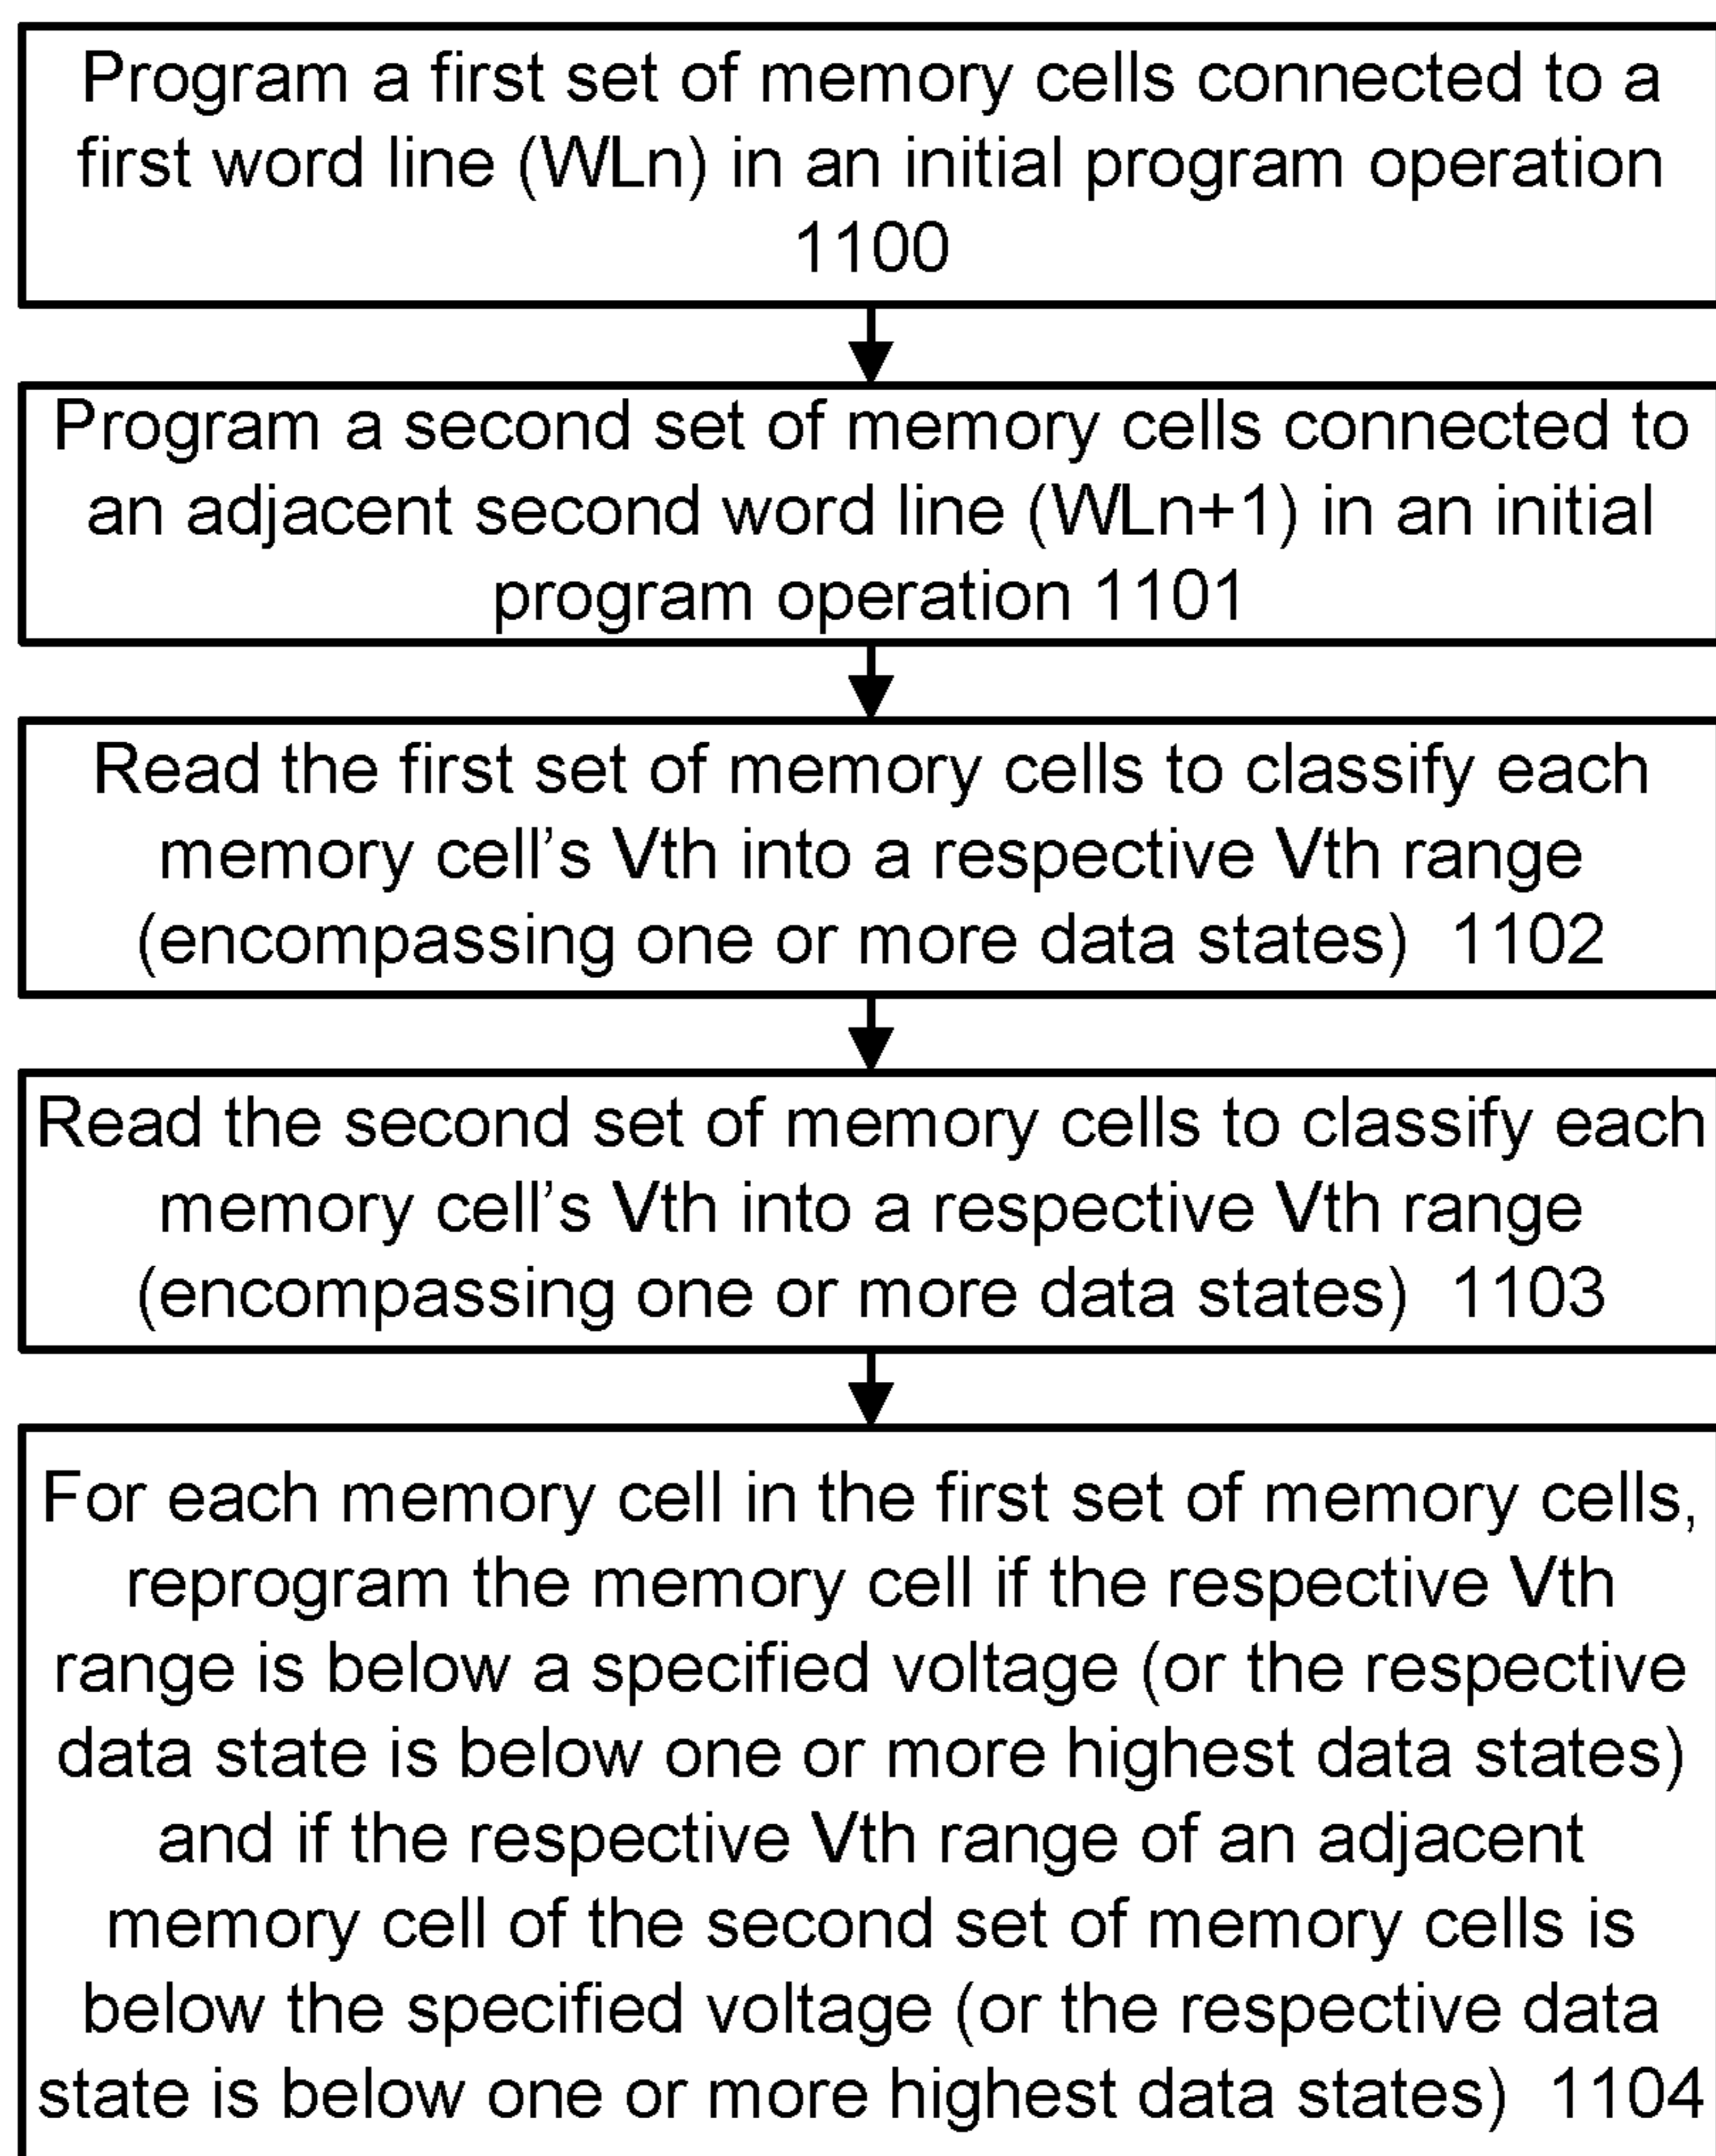 Program a first set of memory cells connected to a
first word line (WLn) in an initial program operation
1100
Program a second set of memory cells connected to
an adjacent second word line (WLn+1) in an initial
program operation 1101
Read the first set of memory cells to classify each
memory cell’s Vth into a respective Vth range
(encompassing one or more data states)  1102
Read the second set of memory cells to classify each
memory cell’s Vth into a respective Vth range
(encompassing one or more data states)  1103
For each memory cell in the first set of memory cells,
reprogram the memory cell if the respective Vth
range is below a specified voltage (or the respective
data state is below one or more highest data states)
and if the respective Vth range of an adjacent
memory cell of the second set of memory cells is
below the specified voltage (or the respective data
state is below one or more highest data states)  1104